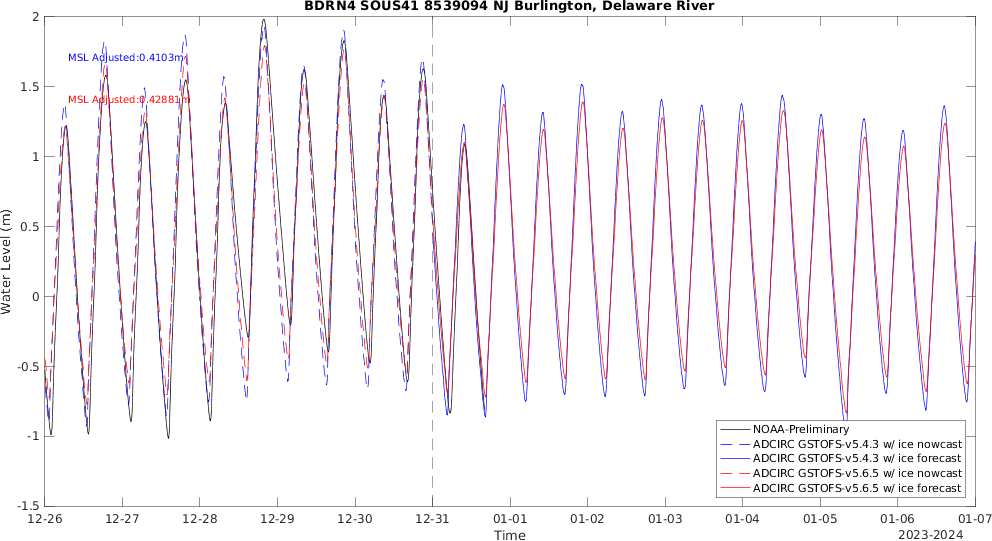 BDRN4 SOUS41 8539094 NJ Burlington, Delaware River
2
1.5
1
0.5
0
-0.5
-1
-1.5
Water Level (m)
MSL Adjusted:0.4103m
MSL Adjusted:0.42881m
NOAA-Preliminary
ADCIRC GSTOFS-v5.4.3 w/ ice nowcast
ADCIRC GSTOFS-v5.4.3 w/ ice forecast
ADCIRC GSTOFS-v5.6.5 w/ ice nowcast
ADCIRC GSTOFS-v5.6.5 w/ ice forecast
12-26 12-27 12-28 12-29 12-30 12-31 01-01 01-02 01-03 01-04 01-05 01-06 01-07
Time
2023-2024